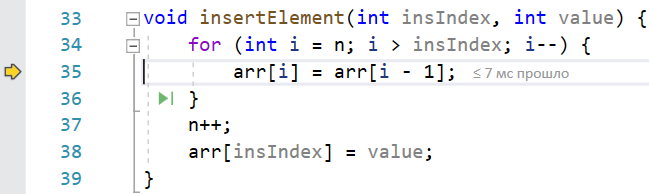 33 void insertElement(int insIndex, int value) {
34 for (int i = n; i > insIndex; i--) {
35 arr[i] = arr[i - 1]; ≤ 7 мс прошло
36 }
37 n++;
38 arr[insIndex] = value;
39 }